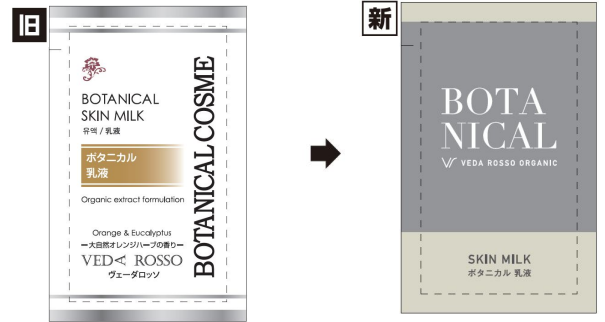 旧
BOTANICAL
SKIN MILK
유액 / 乳液
ボタニカル
乳液
Organic extract formulation
Orange & Eucalyptus
ー大自然オレンジハーブの香りー
VEDA ROSSO
ヴェーダロッソ
BOTANICAL COSME
新
BOTA
NICAL
VEDA ROSSO ORGANIC
SKIN MILK
ボタニカル 乳液